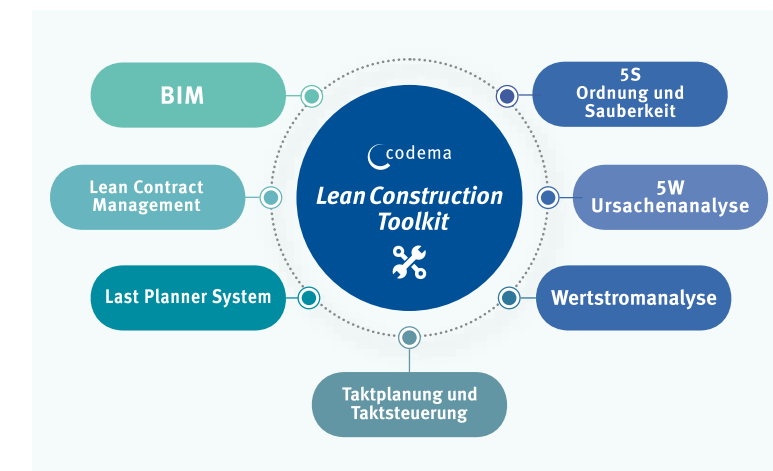 codema
Lean Construction
Toolkit
BIM
Lean Contract
Management
Last Planner System
Taktplanung und
Taktsteuerung
5S
Ordnung und
Sauberkeit
5W
Ursachenanalyse
Wertstromanalyse